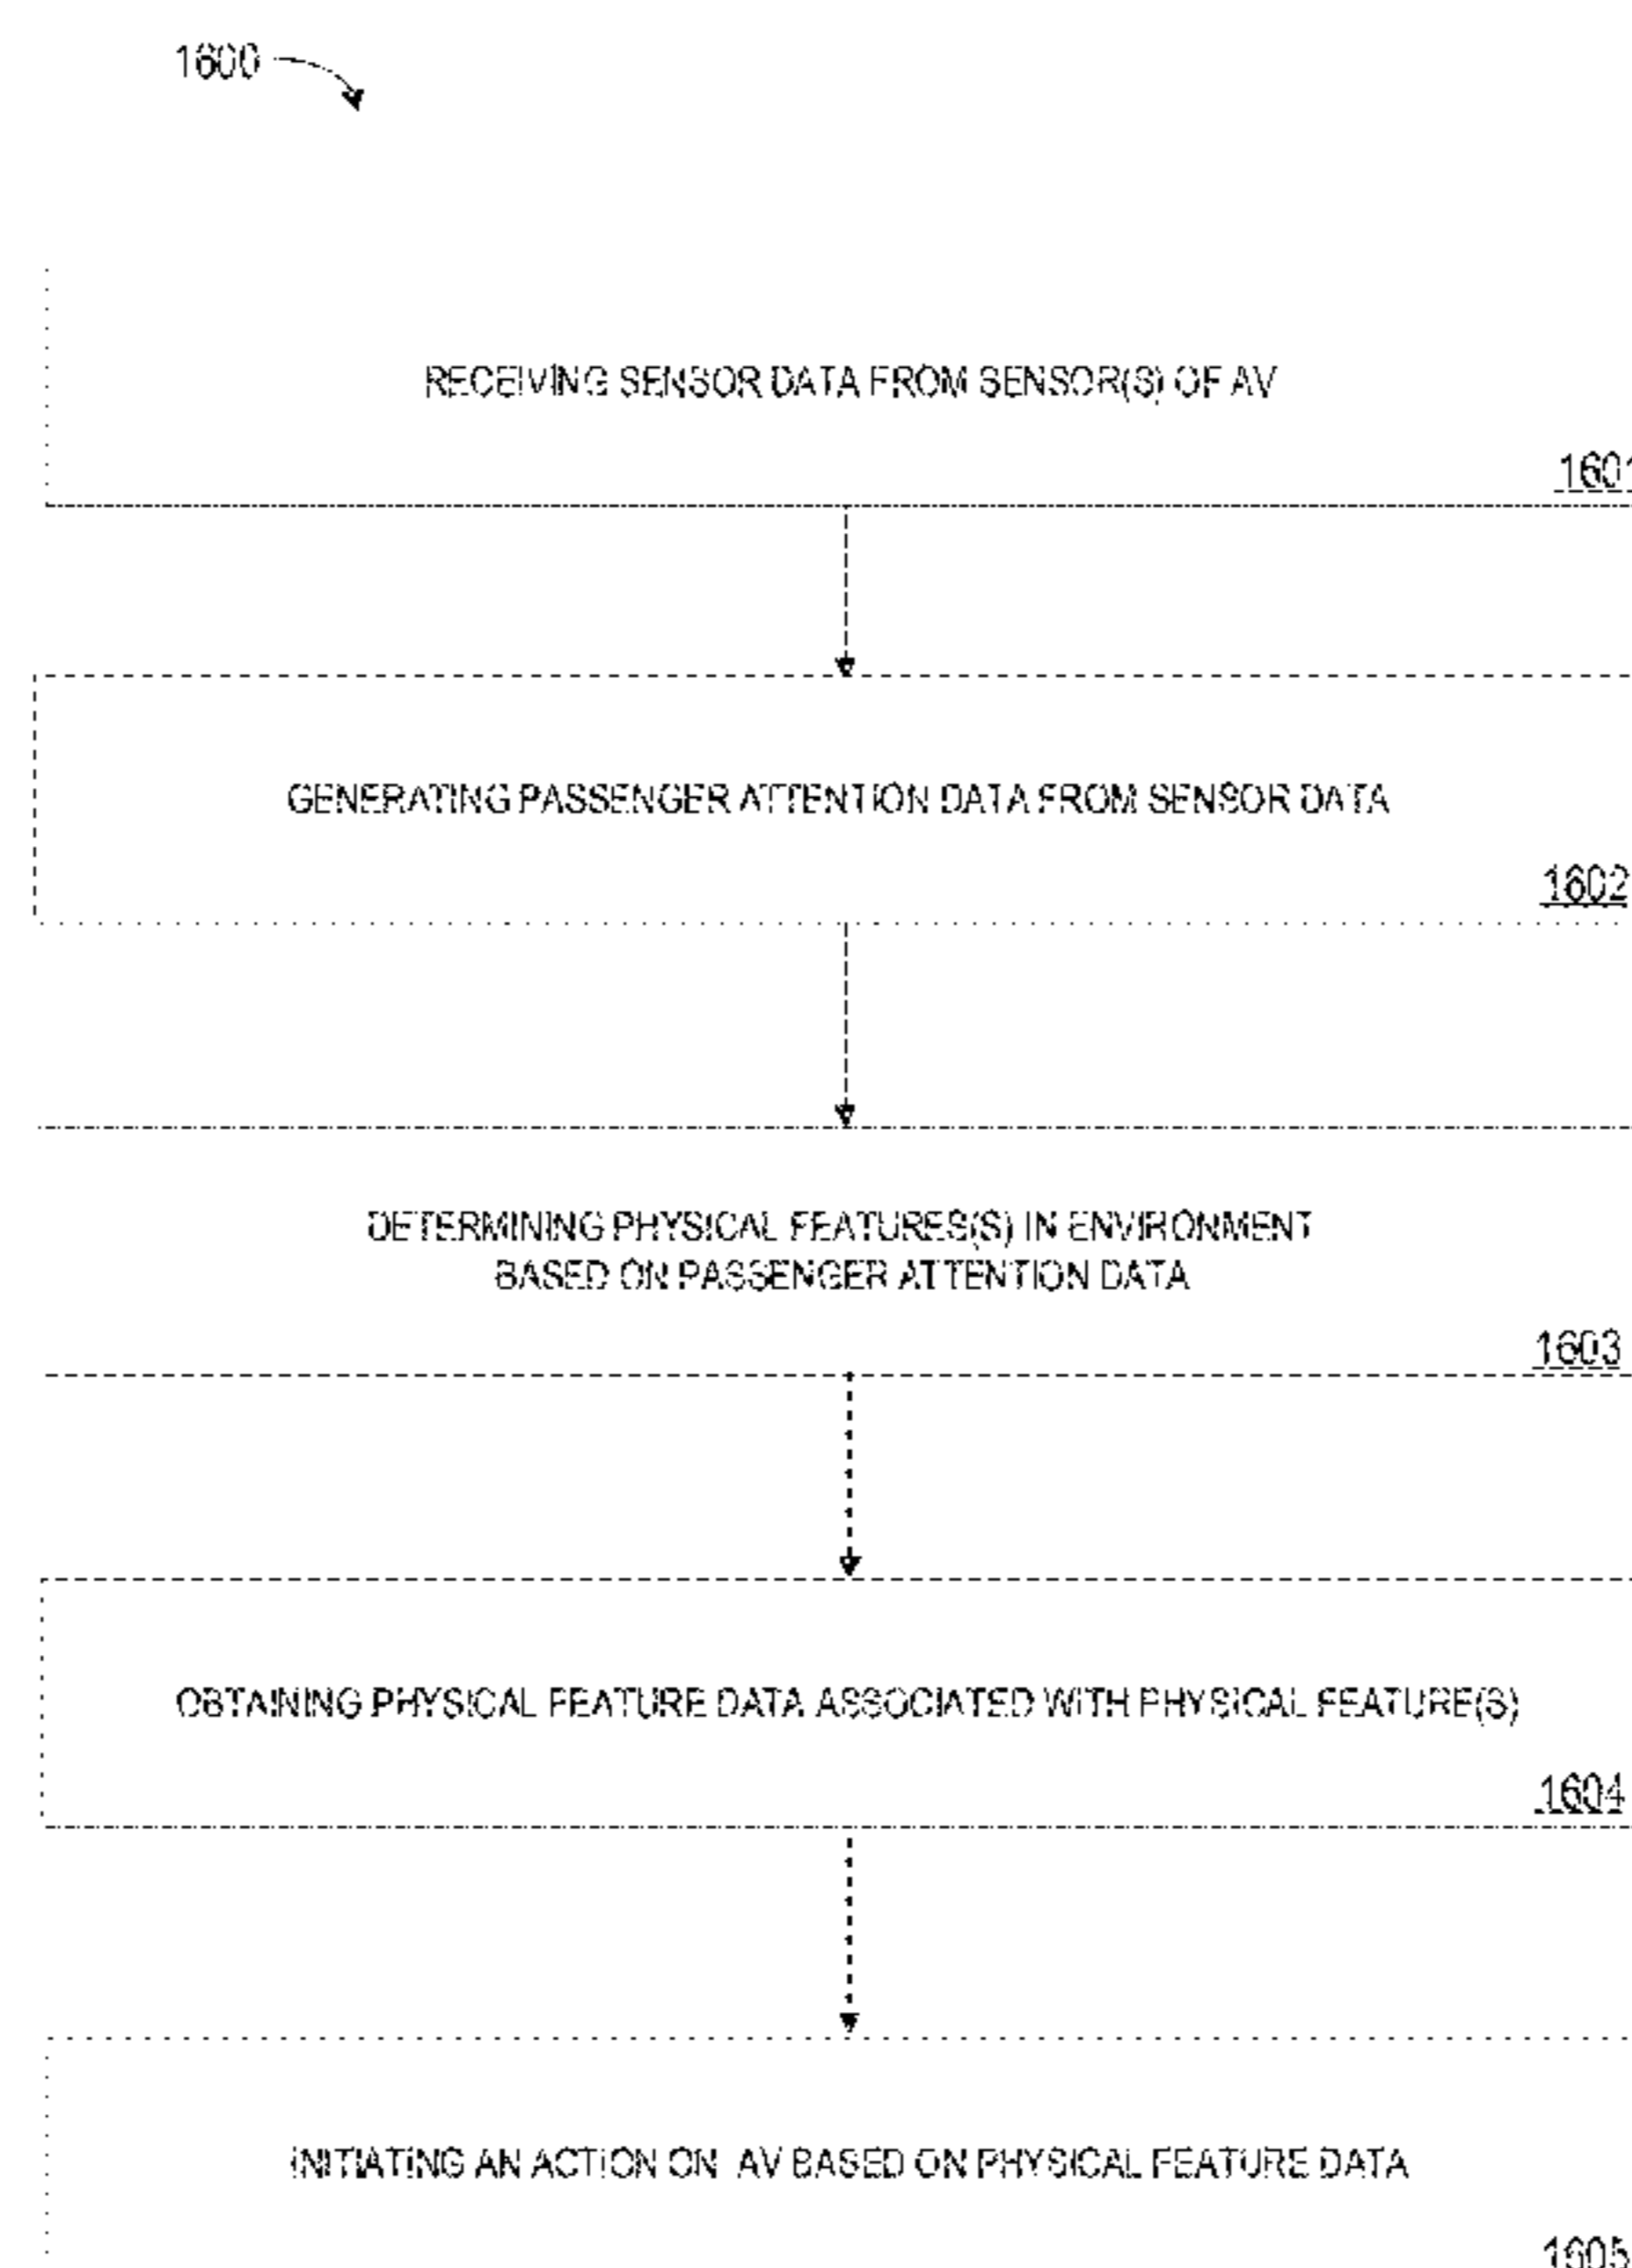 1600
RECEIVING SENSOR DATA FROM SENSOR(S) OF AV
1601
GENERATING PASSENGER ATTENTION DATA FROM SENSOR DATA
1602
DETERMINING PHYSICAL FEATURES(S) IN ENVIRONMENT
BASED ON PASSENGER ATTENTION DATA
1603
OBTAINING PHYSICAL FEATURE DATA ASSOCIATED WITH PHYSICAL FEATURE(S)
1604
INITIATING AN ACTION ON AV BASED ON PHYSICAL FEATURE DATA
1605